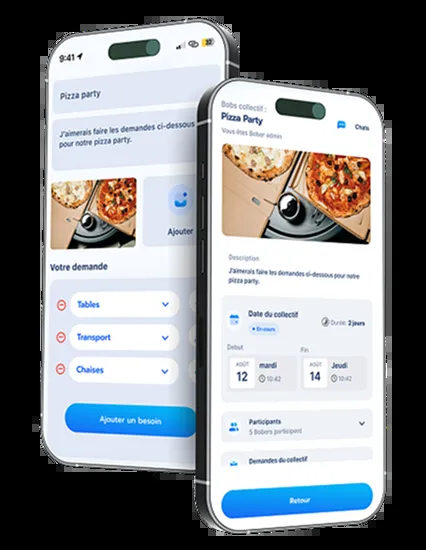 9:41
32
Pizza party
J'aimerais faire les demandes ci-dessous
pour notre pizza party.
Ajouter
Votre demande
Tables
Transport
Chaises
Ajouter un besoin
Bobs collectif :
Pizza Party
Vous êtes Bober admin
Chats
Description
J'aimerais faire les demandes ci-dessous pour notre
pizza party.
Date du collectif
En cours
Durée: 2 jours
Debut
Fin
AOÛT
12
mardi
10:42
AOÛT
14
Jeudi
10:42
Participants
5 Bobers participent
Demandes du collectif
Retour